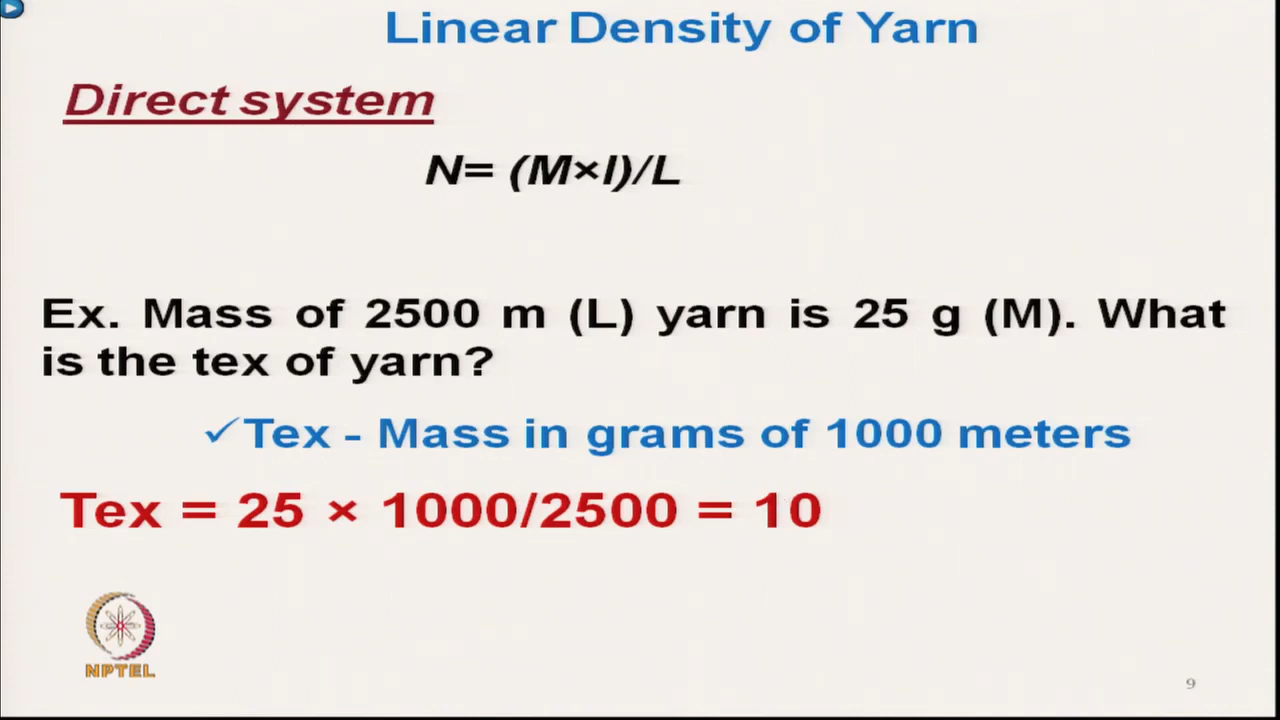 Linear Density of Yarn
Direct system
N= (M×l)/L
Ex. Mass of 2500 m (L) yarn is 25 g (M). What
is the tex of yarn?
✓Tex - Mass in grams of 1000 meters
Tex = 25 × 1000/2500 = 10
NPTEL
9